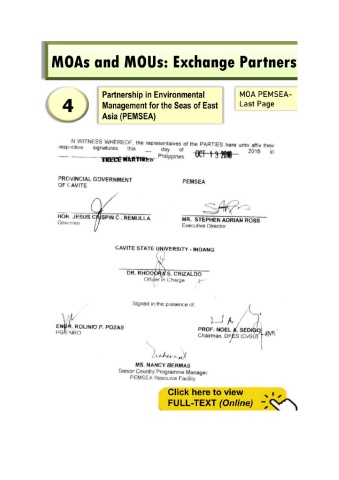 MOAs and MOUs: Exchange Partners
4
Partnership in Environmental
Management for the Seas of East
Asia (PEMSEA)
MOA PEMSEA-
Last Page
IN WITNESS WHEREOF, the representatives of the PARTIES here unto affix their
respective signatures this __ day of OCT 13 2016 2016 in
TRECE MARTIRES Philippines
PROVINCIAL GOVERNMENT
OF CAVITE
PEMSEA
HON. JESUS CRISPIN C. REMULLA
Governor
MR. STEPHEN ADRIAN ROSS
Executive Director
CAVITE STATE UNIVERSITY - INDANG
DR. RHODORA S. CRIZALDO
Officer in Charge
Signed in the presence of:
ENGR. ROLINIO P. POZAS
PG-ENRO
PROF. NOEL A. SEDIGO
Chairman, DPES (CvSU)
MS. NANCY BERMAS
Senior Country Programme Manager
PEMSEA Resource Facility
Click here to view
FULL-TEXT (Online)